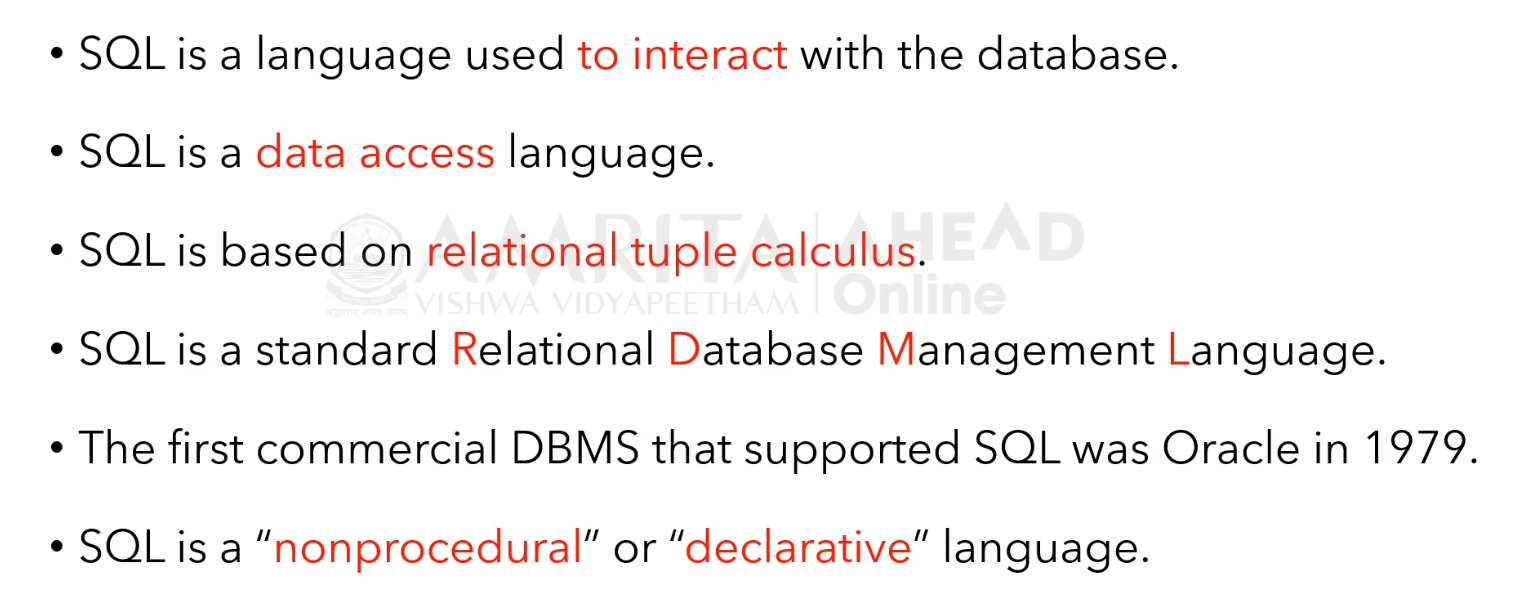 • SQL is a language used to interact with the database.
• SQL is a data access language.
• SQL is based on relational tuple calculus.
AMRITA AHEAD
VISHWA VIDYAPEETHAM Online
• SQL is a standard Relational Database Management Language.
• The first commercial DBMS that supported SQL was Oracle in 1979.
• SQL is a “nonprocedural” or “declarative” language.